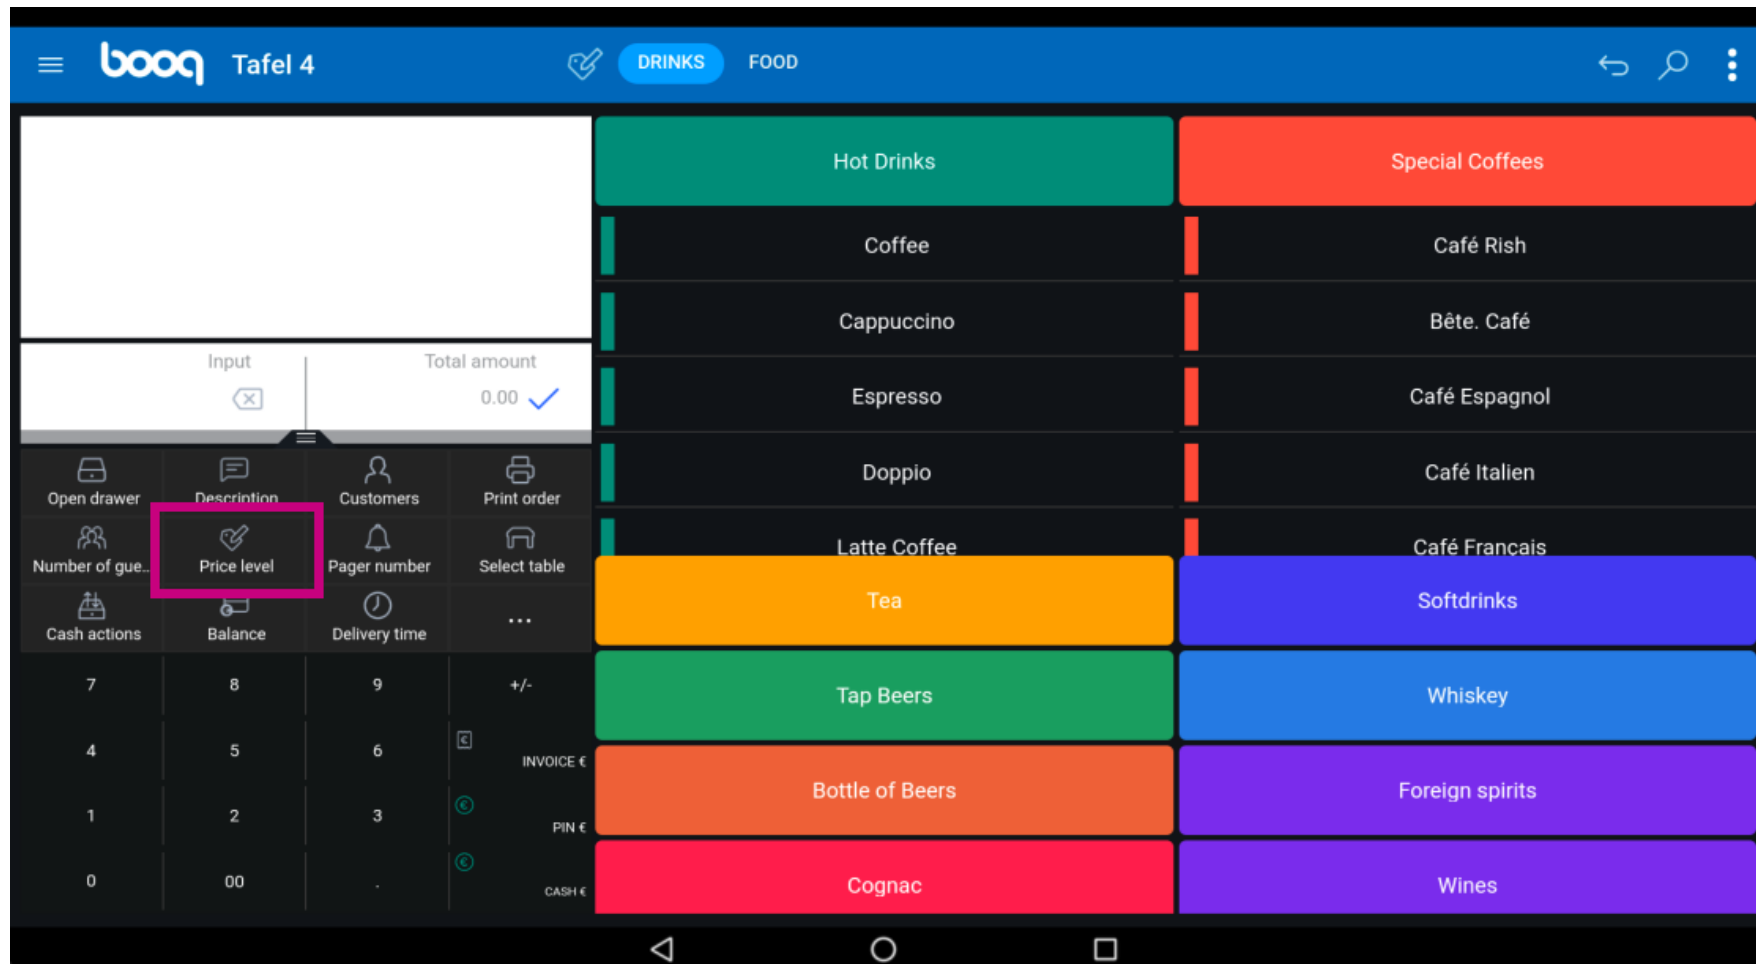 booq Tafel 4 DRINKS FOOD
Input Total amount
0.00
Open drawer Description Customers Print order
Number of gue.. Price level Pager number Select table
Cash actions Balance Delivery time ...
7 8 9 +/-
4 5 6 € INVOICE €
1 2 3 € PIN €
0 00 . € CASH €
Hot Drinks Special Coffees
Coffee Café Rish
Cappuccino Bête. Café
Espresso Café Espagnol
Doppio Café Italien
Latte Coffee Café Francais
Tea Softdrinks
Tap Beers Whiskey
Bottle of Beers Foreign spirits
Cognac Wines